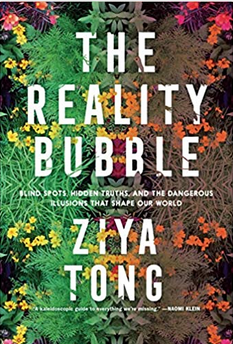 THE
REALITY
BUBBLE
BLIND SPOTS, HIDDEN TRUTHS, AND THE DANGEROUS
ILLUSIONS THAT SHAPE OUR WORLD
ZIYA
TONG
"A kaleidoscopic guide to everything we're missing." —NAOMI KLEIN